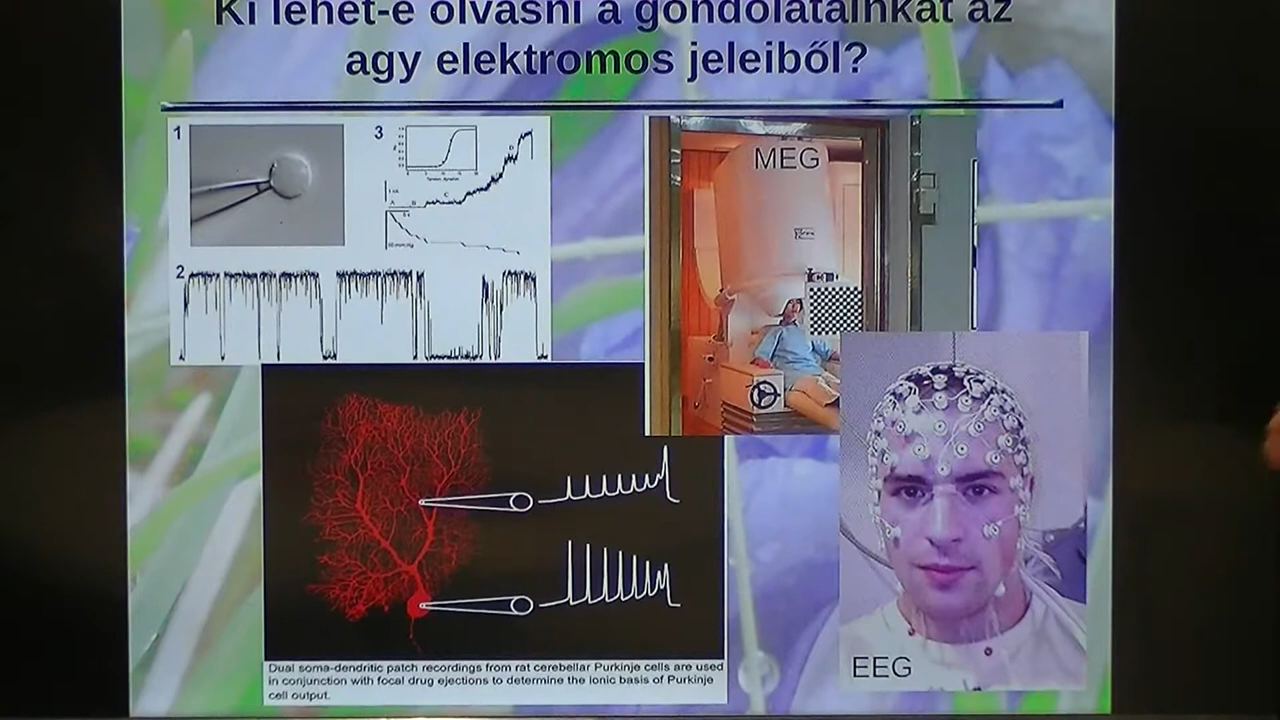 Ki lehet-e olvasni a gondolatainkat az
agy elektromos jeleiből?
1
3
2
MEG
EEG
Dual soma-dendritic patch recordings from rat cerebellar Purkinje cells are used
in conjunction with focal drug ejections to determine the ionic basis of Purkinje
cell output.